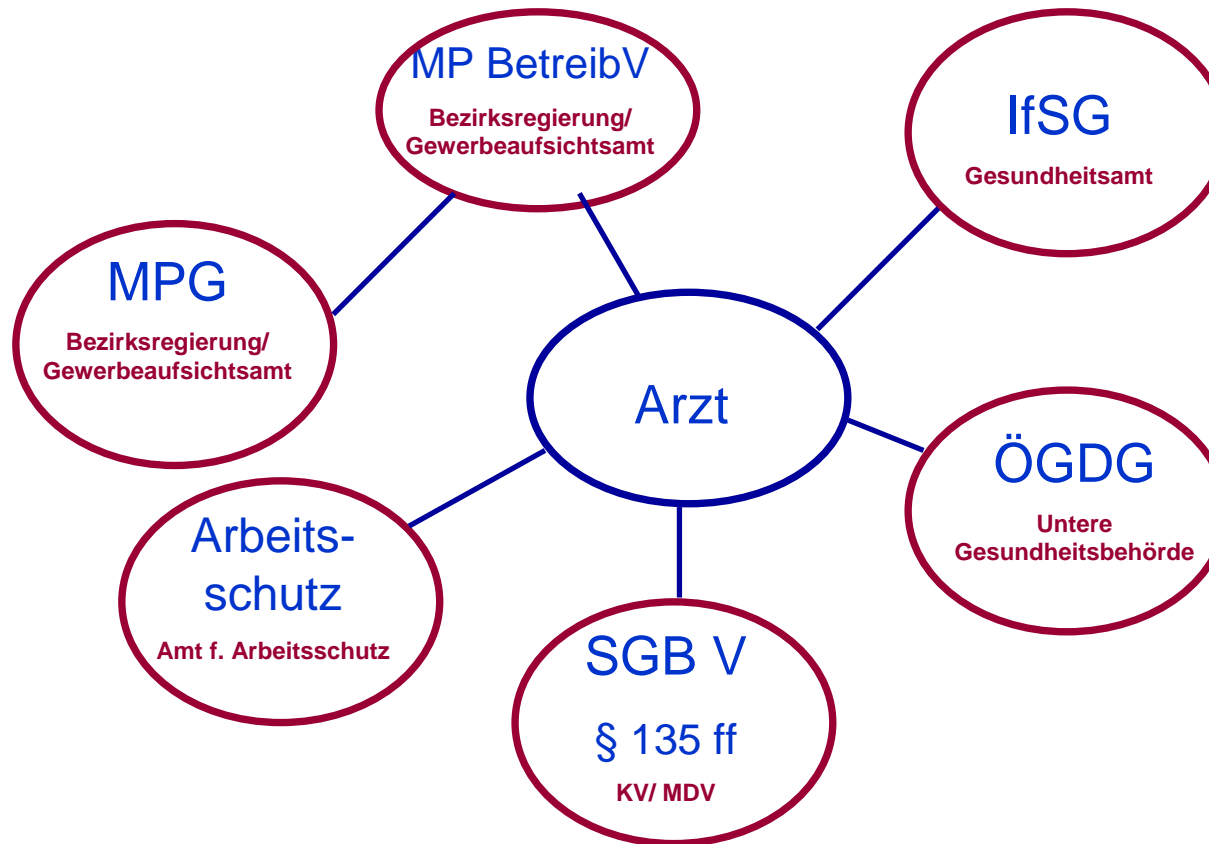 MP BetreibV
Bezirksregierung/
Gewerbeaufsichtsamt
IfSG
Gesundheitsamt
MPG
Bezirksregierung/
Gewerbeaufsichtsamt
Arzt
ÖGDG
Untere
Gesundheitsbehörde
Arbeits-
schutz
Amt f. Arbeitsschutz
SGB V
§ 135 ff
KV/ MDV